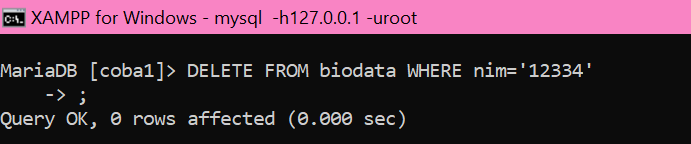 XAMPP for Windows - mysql -h127.0.0.1 -uroot
MariaDB [coba1]> DELETE FROM biodata WHERE nim='12334'
-> ;
Query OK, 0 rows affected (0.000 sec)